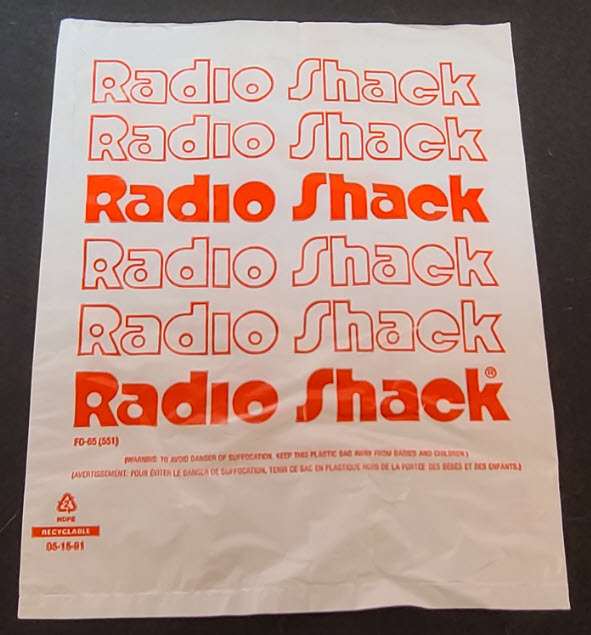 Radio Shack
Radio Shack
Radio Shack
Radio Shack
Radio Shack
Radio Shack®
FO-65 (551)
(WARNING: TO AVOID DANGER OF SUFFOCATION, KEEP THIS PLASTIC BAG AWAY FROM BABIES AND CHILDREN.)
(AVERTISSEMENT: POUR ÉVITER LE DANGER DE SUFFOCATION, TENIR CE SAC EN PLASTIQUE HORS DE LA PORTÉE DES BÉBÉS ET DES ENFANTS.)
2
HDPE
RECYCLABLE
05-15-91